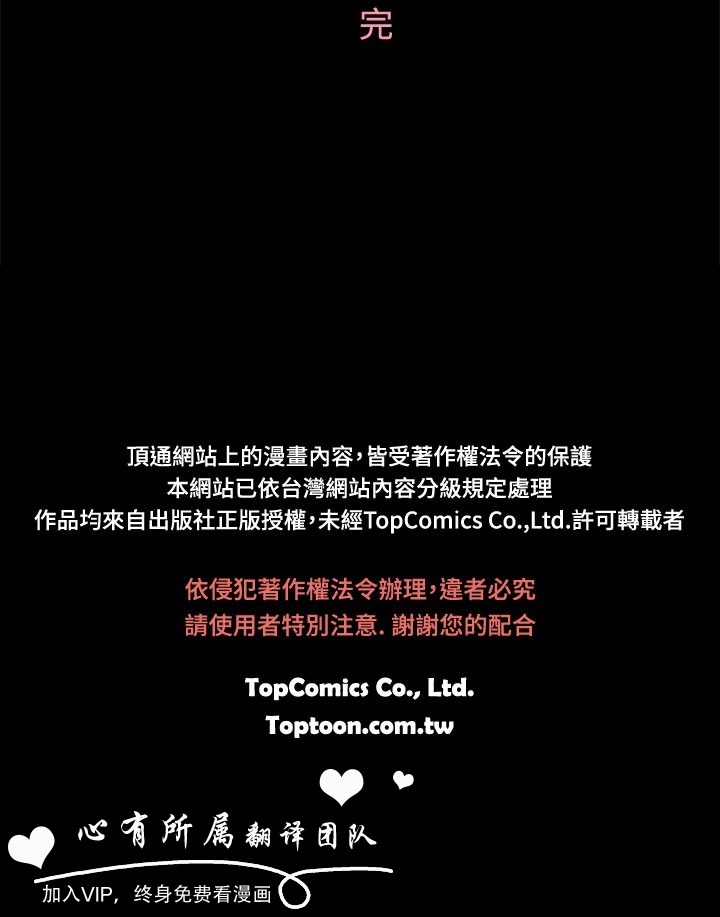 完
頂通網站上的漫畫內容，皆受著作權法令的保護
本網站已依台灣網站內容分級規定處理
作品均來自出版社正版授權，未經TopComics Co.,Ltd.許可轉載者
依侵犯著作權法令辦理，違者必究
請使用者特別注意. 謝謝您的配合
TopComics Co., Ltd.
Toptoon.com.tw
心有所属翻译团队
加入VIP，终身免费看漫画